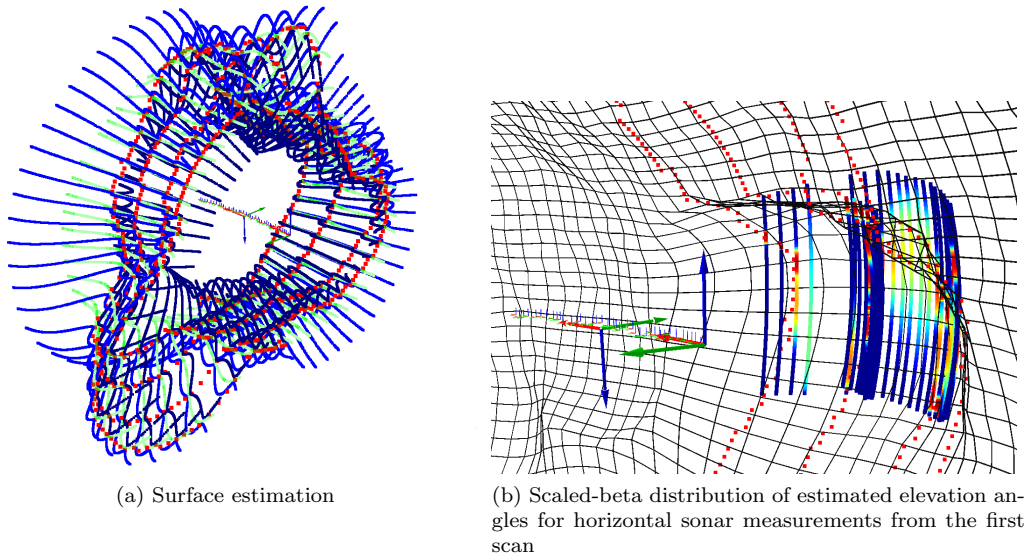 (a) Surface estimation
(b) Scaled-beta distribution of estimated elevation an-
gles for horizontal sonar measurements from the first
scan